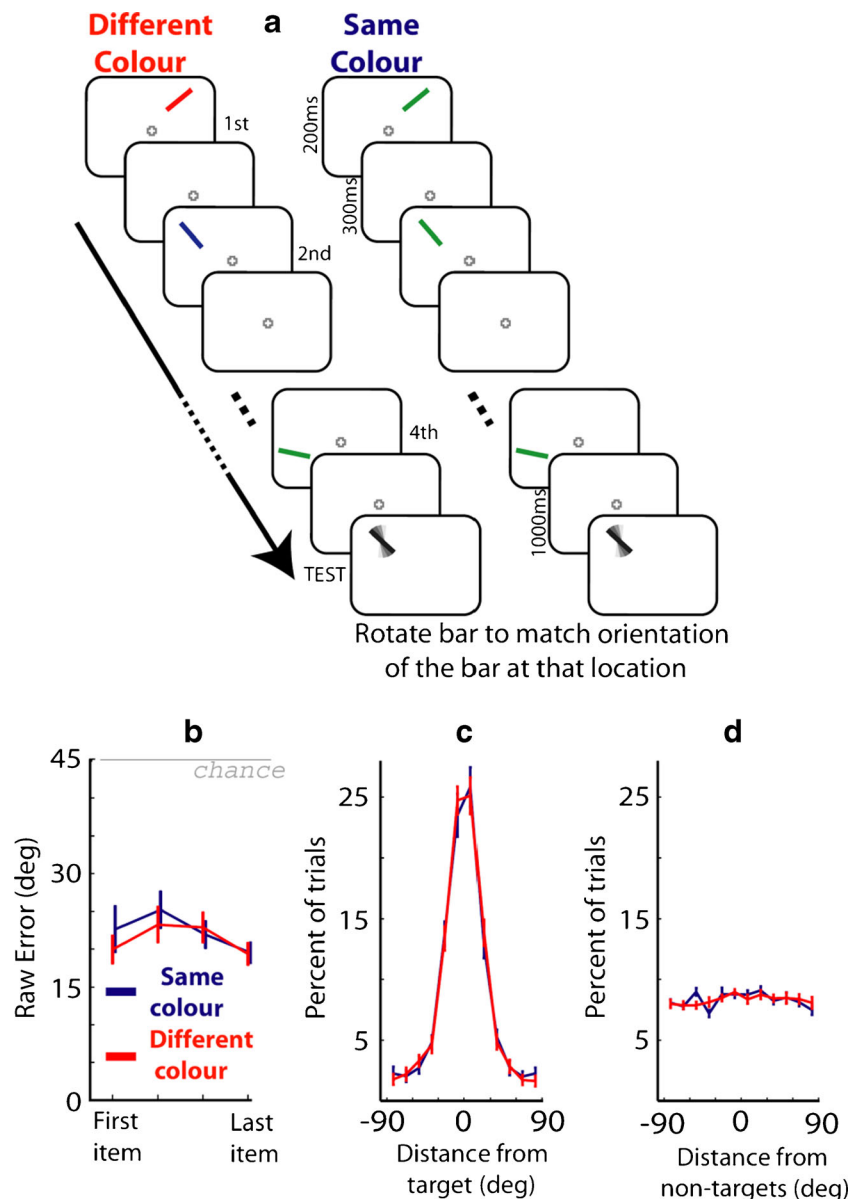 a
Different
Colour
Same
Colour
1st
200ms
300ms
2nd
4th
1000ms
TEST
Rotate bar to match orientation
of the bar at that location
b
45
chance
30
15
0
Raw Error (deg)
Same
colour
Different
colour
First
item
Last
item
c
25
15
5
Percent of trials
-90
0
90
Distance from
target (deg)
d
25
15
5
Percent of trials
-90
0
90
Distance from
non-targets (deg)